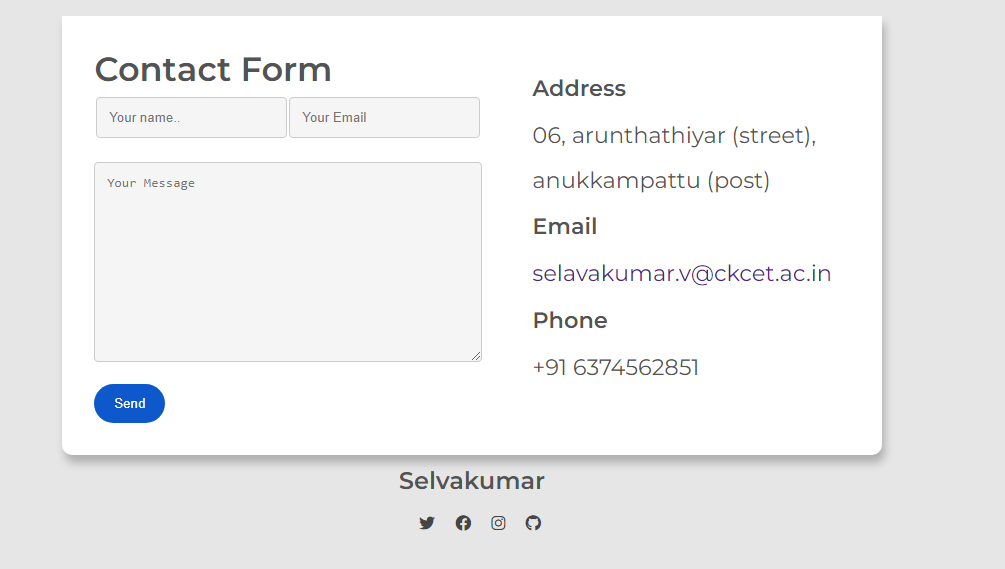 Contact Form
Your name..
Your Email
Your Message
Send
Address
06, arunthathiyar (street),
anukkampattu (post)
Email
selavakumar.v@ckcet.ac.in
Phone
+91 6374562851
Selvakumar